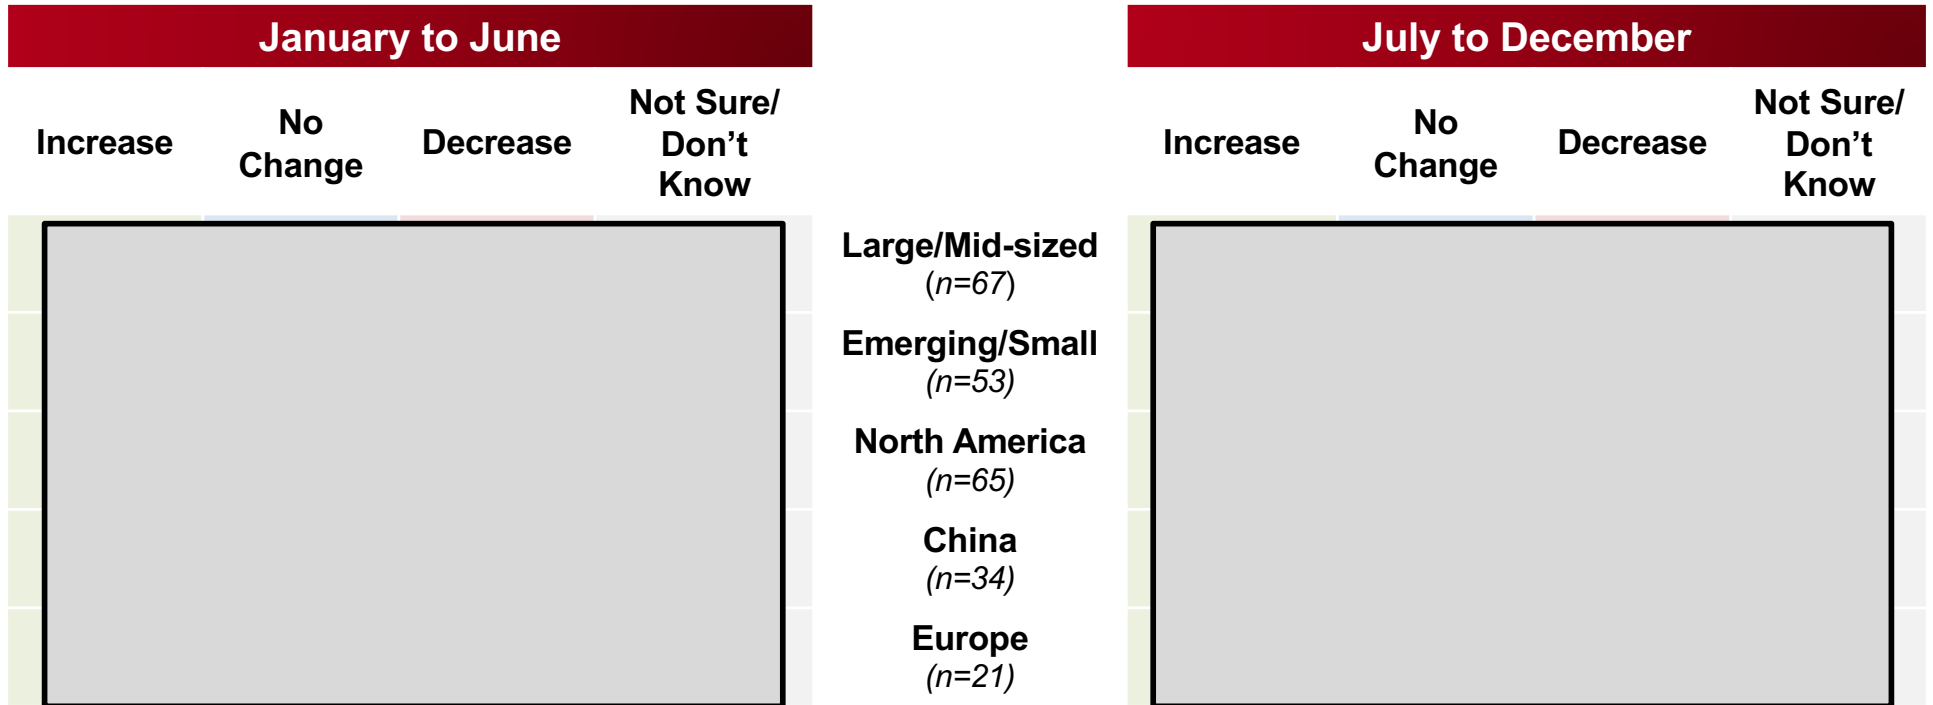 January to June
July to December
Increase
No
Change
Decrease
Not Sure/
Don’t
Know
Increase
No
Change
Decrease
Not Sure/
Don’t
Know
Large/Mid-sized
(n=67)
Emerging/Small
(n=53)
North America
(n=65)
China
(n=34)
Europe
(n=21)